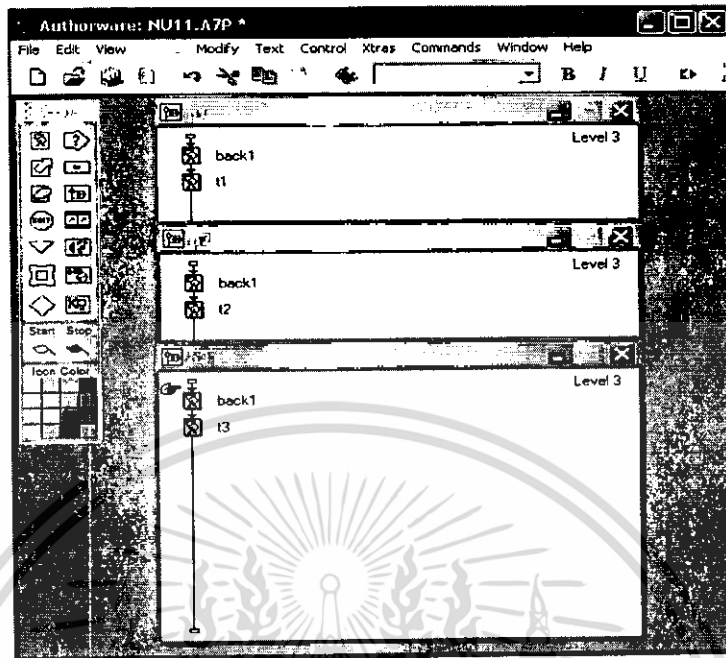 Authorware: NU11.A7P *
File Edit View Modify Text Control Xtras Commands Window Help
B I U
Level 3
back1
t1
Level 3
back1
t2
Level 3
back1
t3
Start Stop
Icon Color